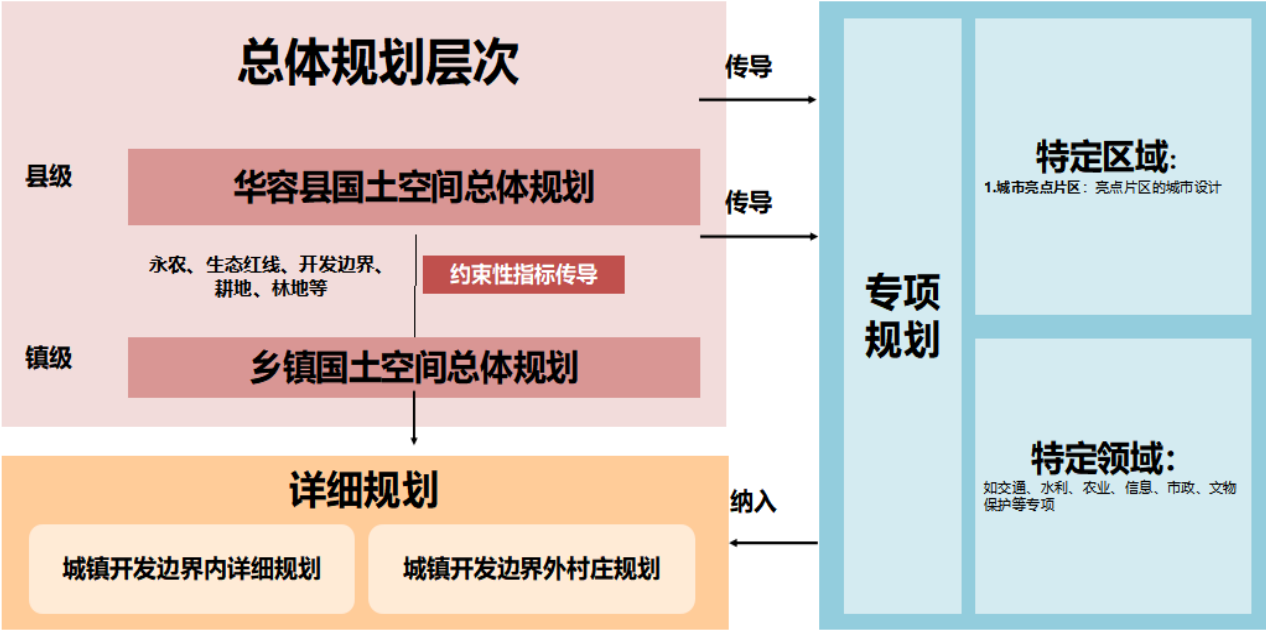 总体规划层次
县级
华容县国土空间总体规划
永农、生态红线、开发边界、
耕地、林地等
约束性指标传导
镇级
乡镇国土空间总体规划
详细规划
城镇开发边界内详细规划
城镇开发边界外村庄规划
传导
传导
纳入
专项
规划
特定区域:
1.城市亮点片区：亮点片区的城市设计
特定领域：
如交通、水利、农业、信息、市政、文物
保护等专项